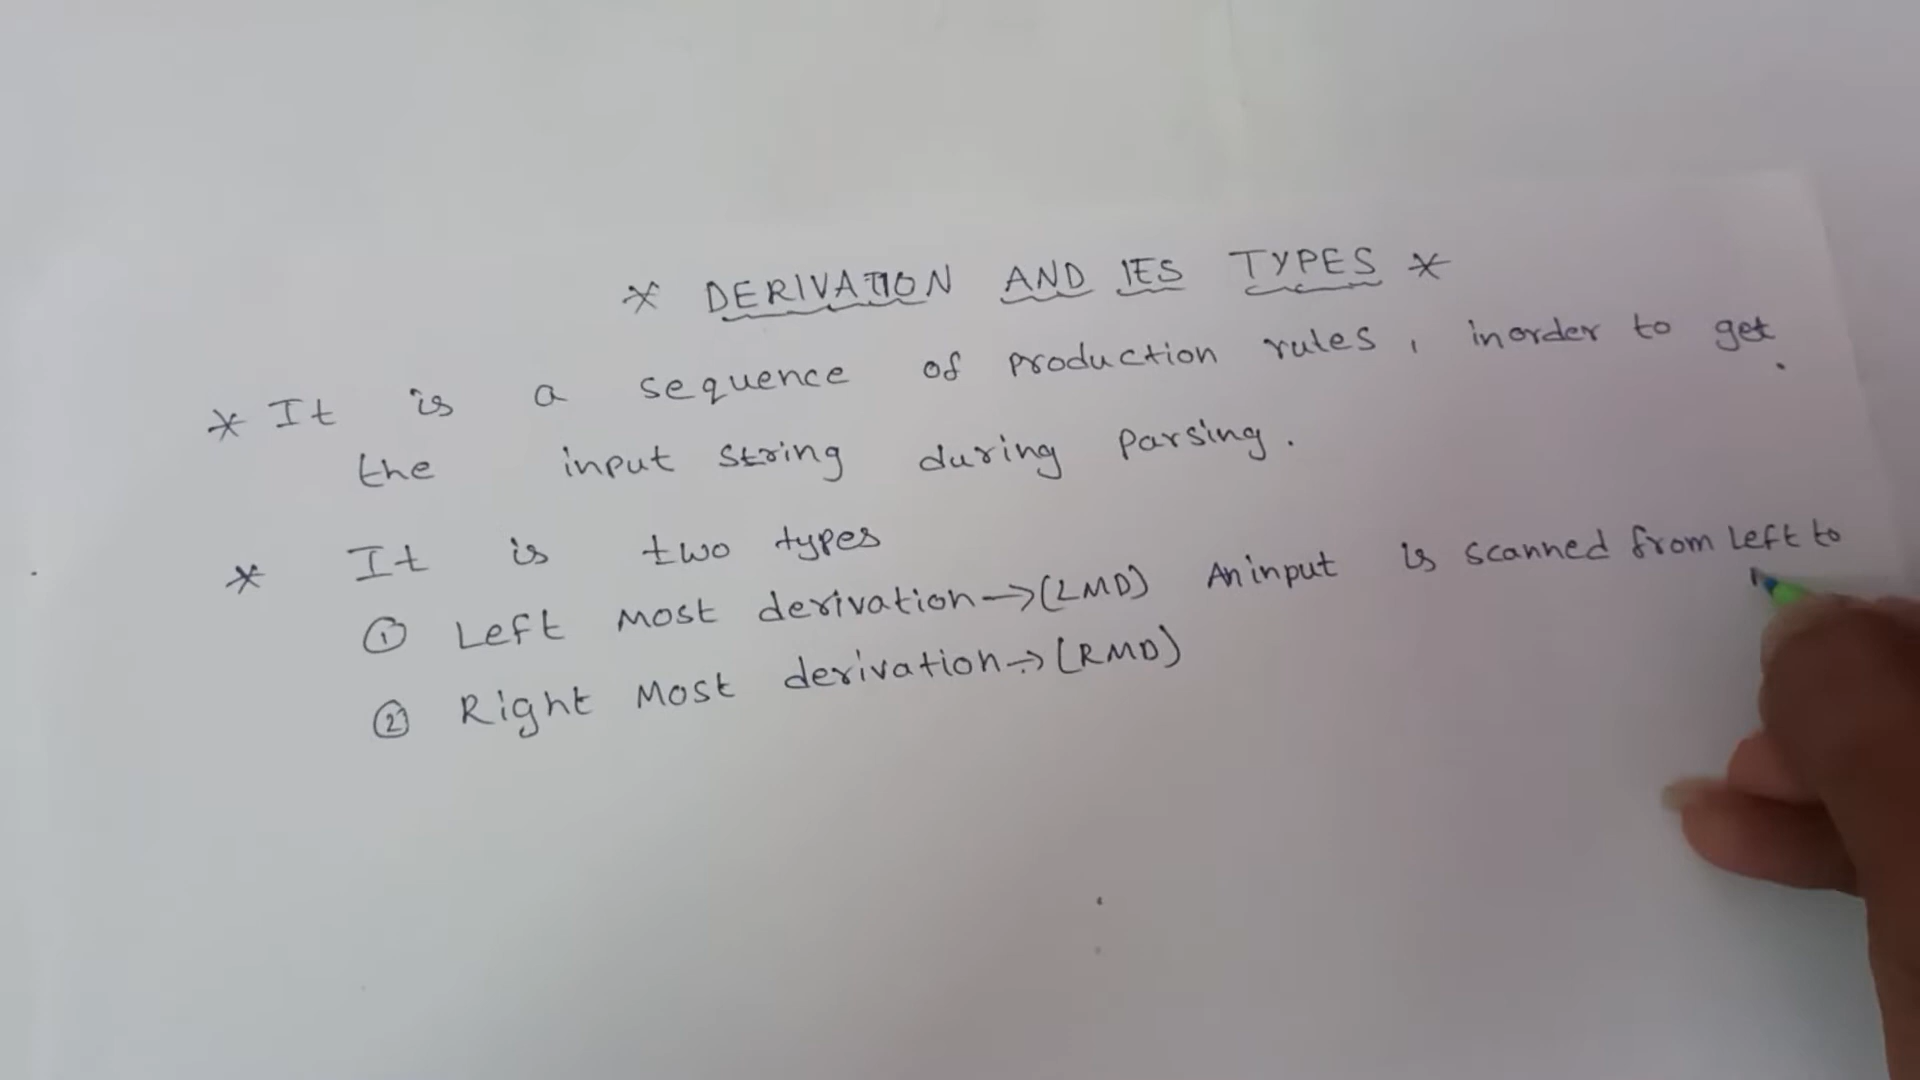 * DERIVATION AND ITS TYPES *
* It is a sequence of production rules, inorder to get
the input string during parsing.
* It is two types
① Left most derivation→(LMD) An input is scanned from left to
② Right most derivation→(RMD)